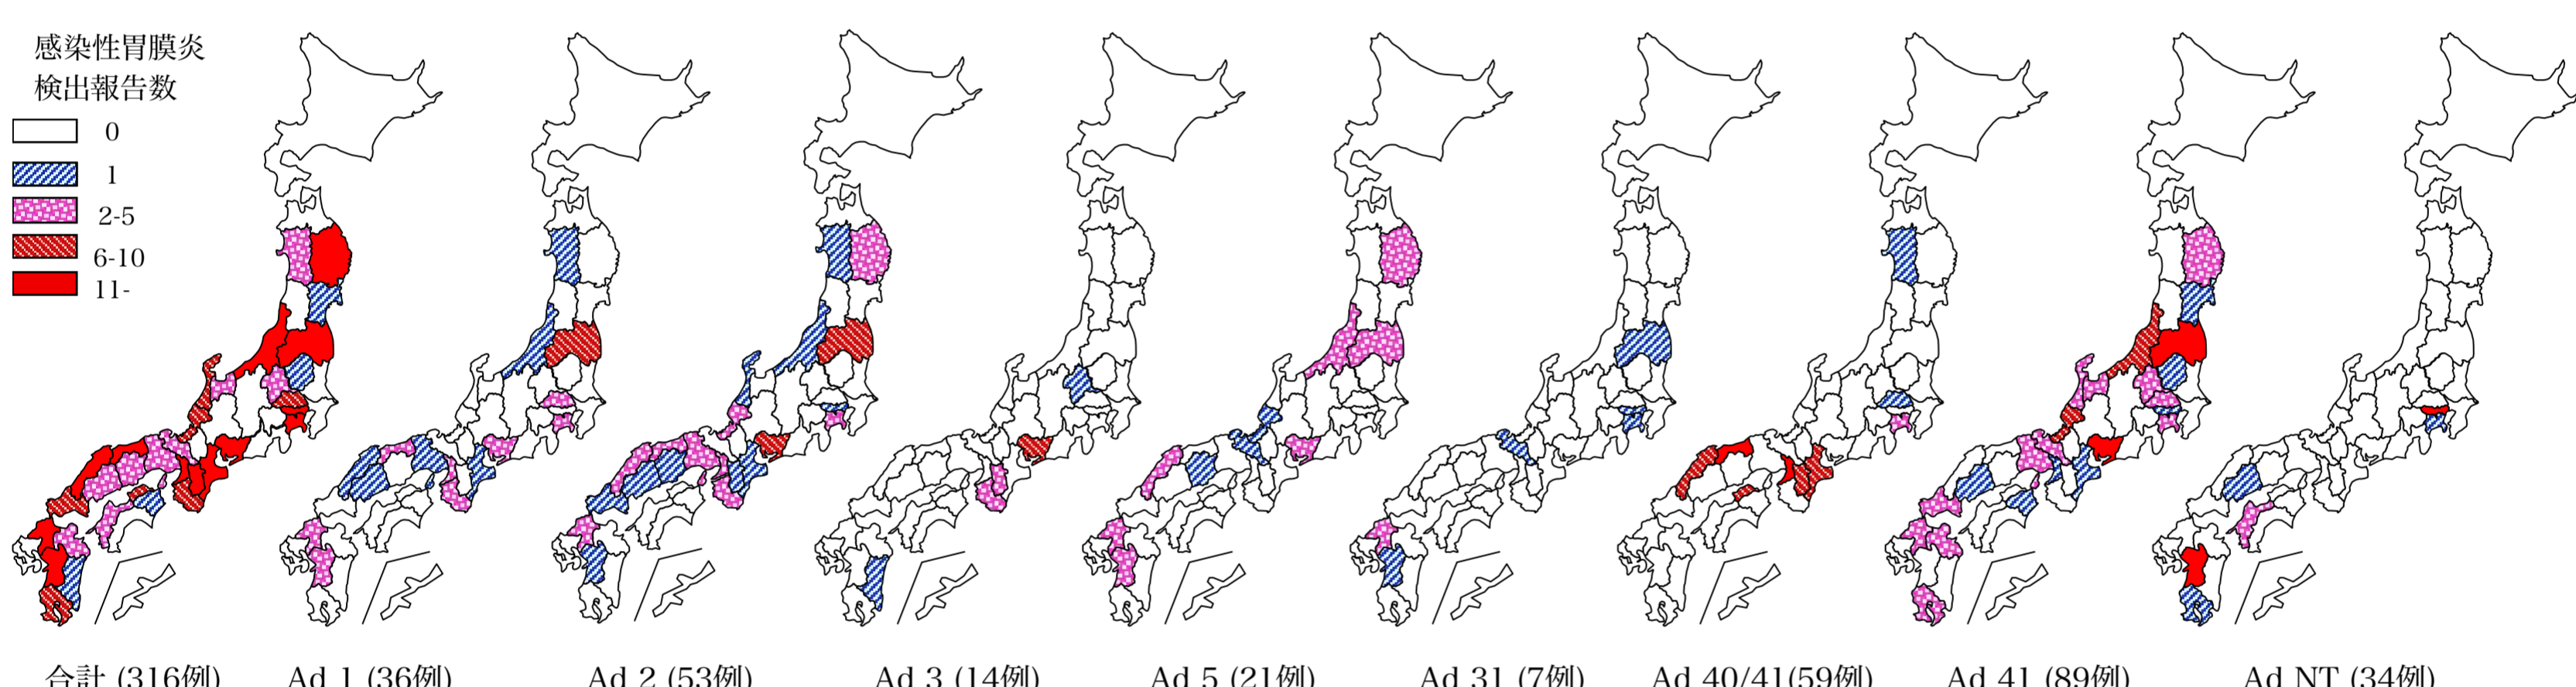 感染性胃腸炎
検出報告数
0
1
2-5
6-10
11-
合計 (316例)
Ad 1 (36例)
Ad 2 (53例)
Ad 3 (14例)
Ad 5 (21例)
Ad 31 (7例)
Ad 40/41(59例)
Ad 41 (89例)
Ad NT (34例)